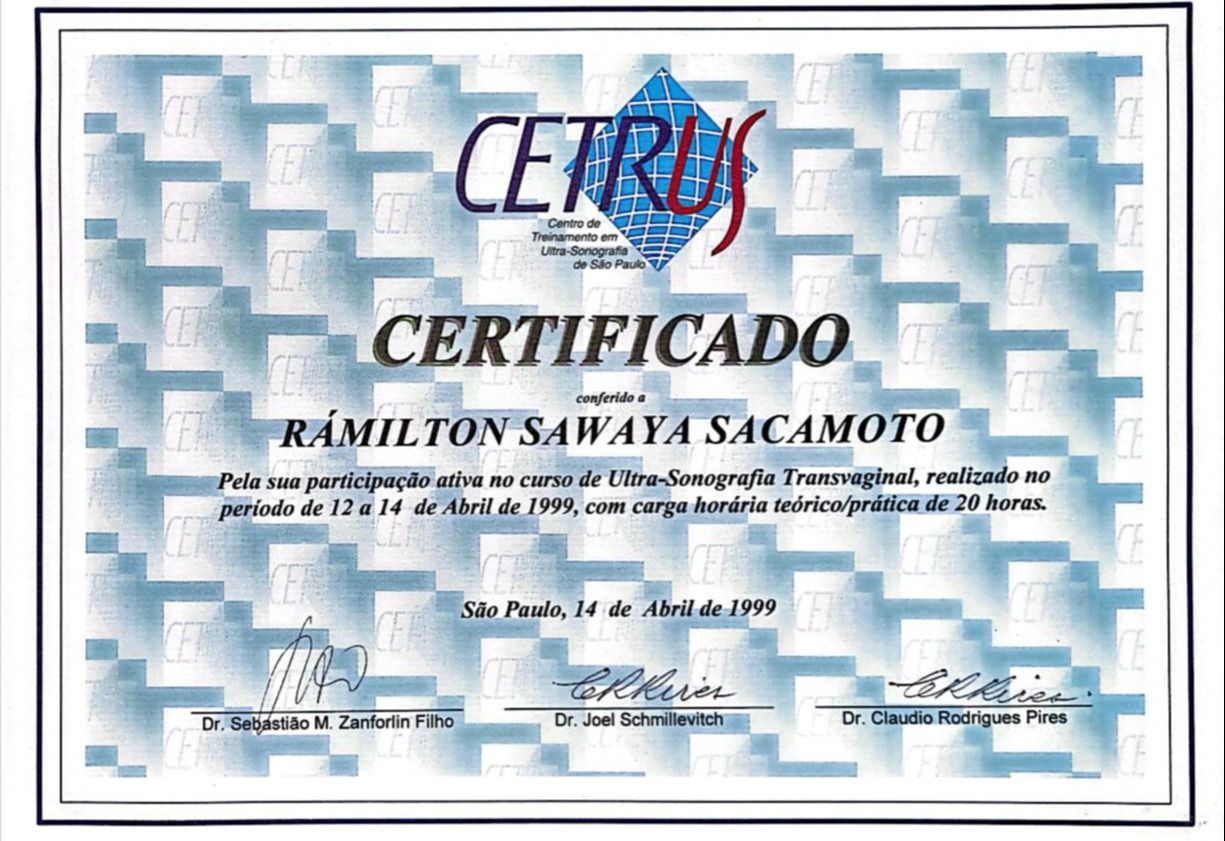 CETRUS
Centro de
Treinamento em
Ultra-Sonografia
de São Paulo
CERTIFICADO
conferido a
RÁMILTON SAWAYA SACAMOTO
Pela sua participação ativa no curso de Ultra-Sonografia Transvaginal, realizado no
período de 12 a 14 de Abril de 1999, com carga horária teórico/prática de 20 horas.
São Paulo, 14 de Abril de 1999
Dr. Sebastião M. Zanforlin Filho
Dr. Joel Schmillevitch
Dr. Claudio Rodrigues Pires